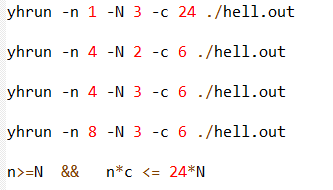 yhrun -n 1 -N 3 -c 24 ./hell.out
yhrun -n 4 -N 2 -c 6 ./hell.out
yhrun -n 4 -N 3 -c 6 ./hell.out
yhrun -n 8 -N 3 -c 6 ./hell.out
n>=N && n*c <= 24*N